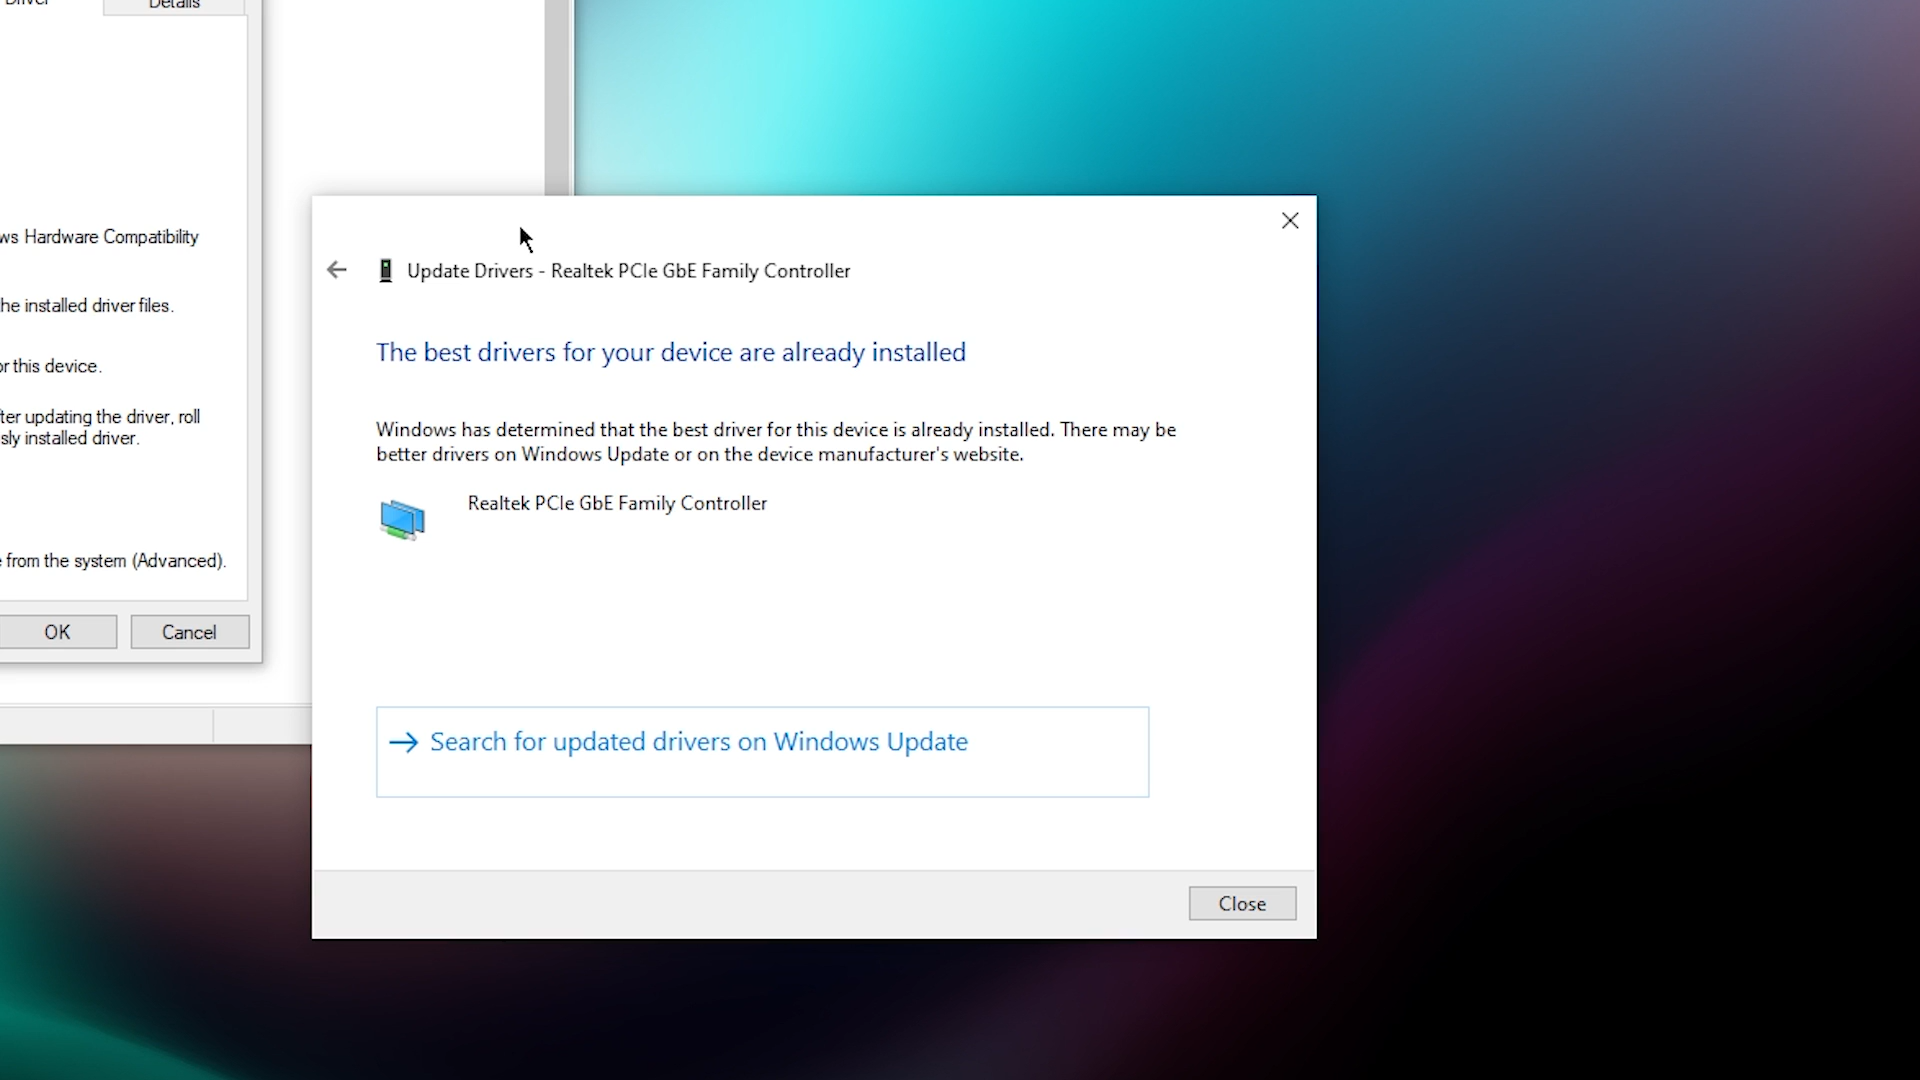 Details
Hardware Compatibility
installed driver files.
this device.
updating the driver, roll
installed driver.
from the system (Advanced).
OK
Cancel
Update Drivers - Realtek PCIe GbE Family Controller
The best drivers for your device are already installed
Windows has determined that the best driver for this device is already installed. There may be
better drivers on Windows Update or on the device manufacturer's website.
Realtek PCIe GbE Family Controller
Search for updated drivers on Windows Update
Close